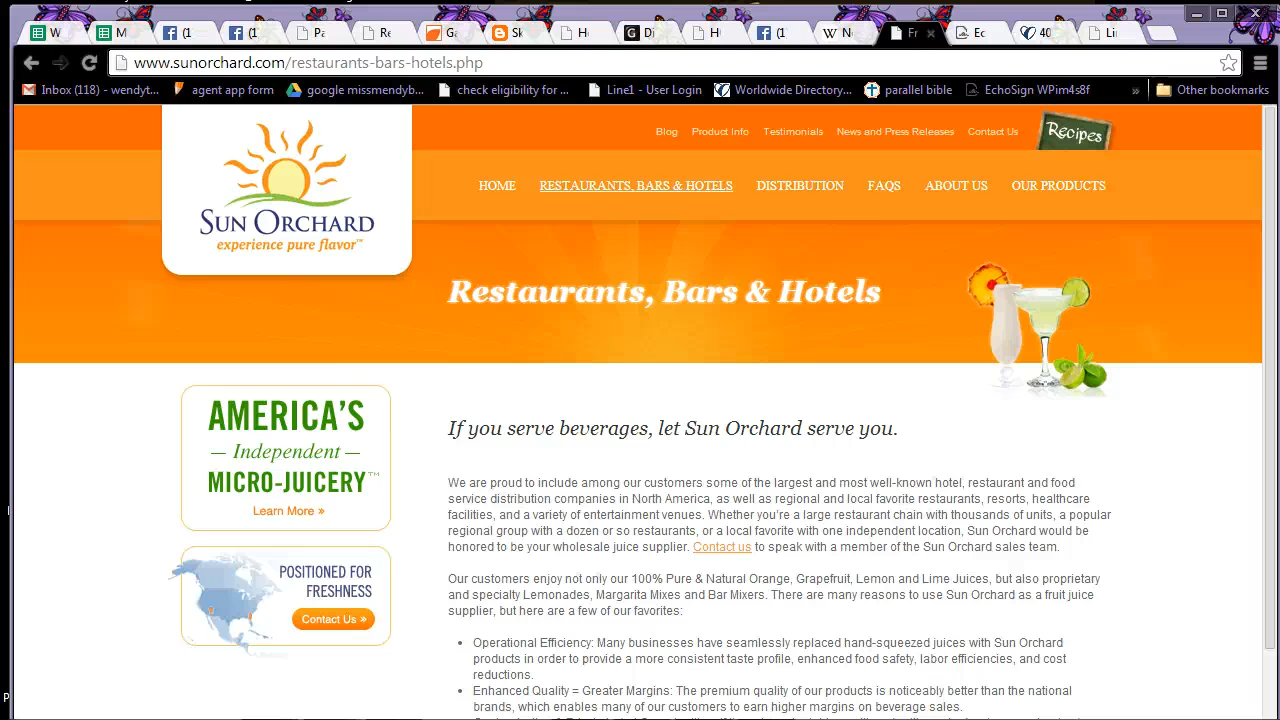 W
M
(1
(1
Pa
Re
Ga
Sk
H
Di
H
(1
N
Fr
Ec
40
Li
www.sunorchard.com/restaurants-bars-hotels.php
Inbox (118) - wendyt...
agent app form
google missmendyb...
check eligibility for ...
Line1 - User Login
Worldwide Directory...
parallel bible
EchoSign WPim4s8f
»
Other bookmarks
Blog Product Info Testimonials News and Press Releases Contact Us
Recipes
SUN ORCHARD
experience pure flavor™
HOME RESTAURANTS, BARS & HOTELS DISTRIBUTION FAQS ABOUT US OUR PRODUCTS
Restaurants, Bars & Hotels
AMERICA'S
— Independent —
MICRO-JUICERY™
Learn More »
POSITIONED FOR
FRESHNESS
Contact Us »
If you serve beverages, let Sun Orchard serve you.
We are proud to include among our customers some of the largest and most well-known hotel, restaurant and food
service distribution companies in North America, as well as regional and local favorite restaurants, resorts, healthcare
facilities, and a variety of entertainment venues. Whether you're a large restaurant chain with thousands of units, a popular
regional group with a dozen or so restaurants, or a local favorite with one independent location, Sun Orchard would be
honored to be your wholesale juice supplier. Contact us to speak with a member of the Sun Orchard sales team.
Our customers enjoy not only our 100% Pure & Natural Orange, Grapefruit, Lemon and Lime Juices, but also proprietary
and specialty Lemonades, Margarita Mixes and Bar Mixers. There are many reasons to use Sun Orchard as a fruit juice
supplier, but here are a few of our favorites:
• Operational Efficiency: Many businesses have seamlessly replaced hand-squeezed juices with Sun Orchard
products in order to provide a more consistent taste profile, enhanced food safety, labor efficiencies, and cost
reductions.
• Enhanced Quality = Greater Margins: The premium quality of our products is noticeably better than the national
brands, which enables many of our customers to earn higher margins on beverage sales.